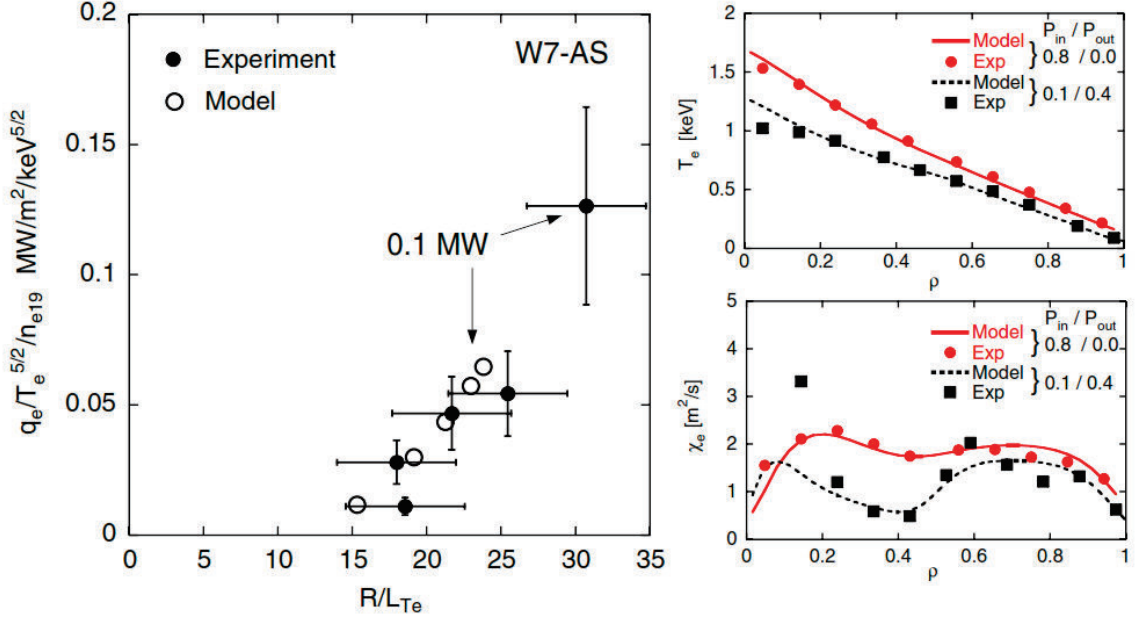 W7-AS
Experiment
Model
0.1 MW
q_e/T_e^5/2/n_e19 MW/m^2/keV^5/2
0.2
0.15
0.1
0.05
0
0 5 10 15 20 25 30 35
R/L_Te
P_in / P_out
Model
Exp
} 0.8 / 0.0
Model
Exp
} 0.1 / 0.4
T_e [keV]
2
1.5
1
0.5
0
0 0.2 0.4 0.6 0.8 1
ρ
P_in / P_out
Model
Exp
} 0.8 / 0.0
Model
Exp
} 0.1 / 0.4
χ_e [m^2/s]
5
4
3
2
1
0
0 0.2 0.4 0.6 0.8 1
ρ